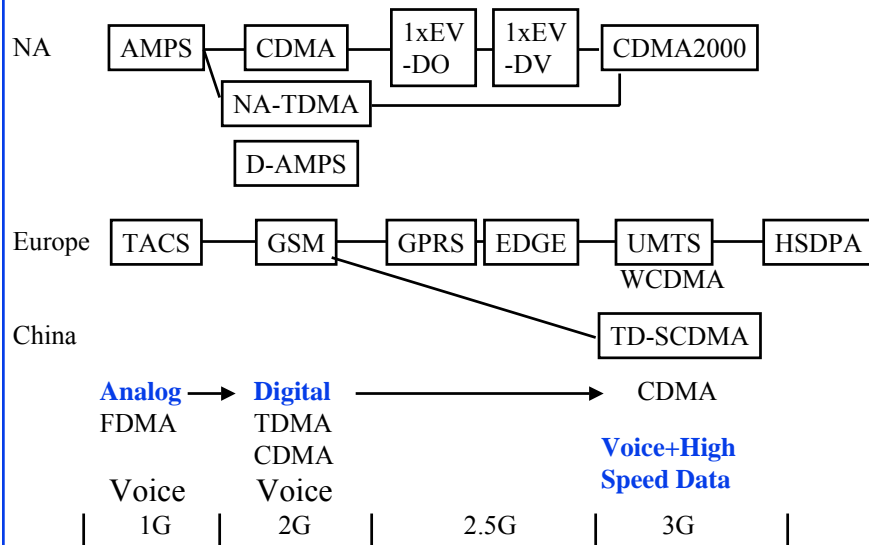 NA AMPS CDMA 1xEV -DO 1xEV -DV CDMA2000
NA-TDMA
D-AMPS
Europe TACS GSM GPRS EDGE UMTS HSDPA
WCDMA
China TD-SCDMA
Analog Digital CDMA
FDMA TDMA
CDMA
Voice+High
Speed Data
Voice Voice
1G 2G 2.5G 3G